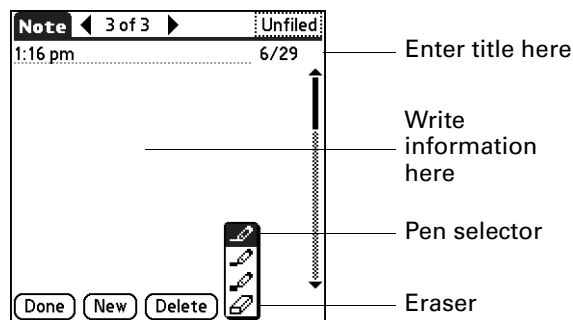 Note 3 of 3 Unfiled
1:16 pm 6/29
Enter title here
Write
information
here
Pen selector
Done New Delete
Eraser